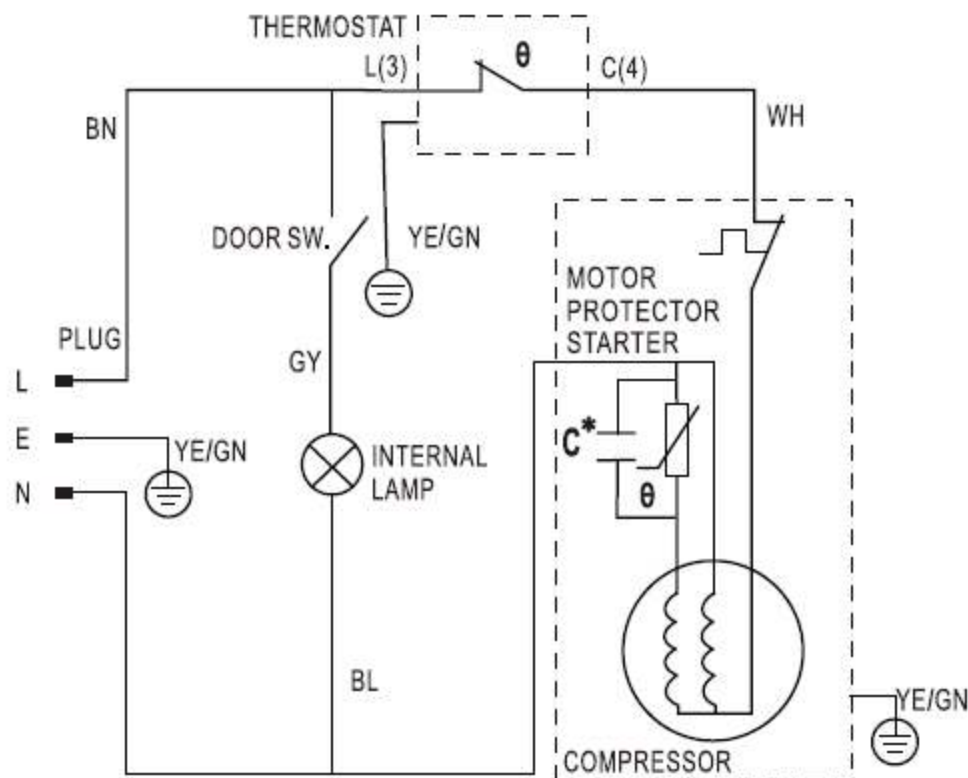 THERMOSTAT
L(3)
θ
C(4)
BN
WH
DOOR SW.
YE/GN
MOTOR
PROTECTOR
STARTER
PLUG
GY
L
C*
E
YE/GN
INTERNAL
LAMP
N
θ
BL
YE/GN
COMPRESSOR